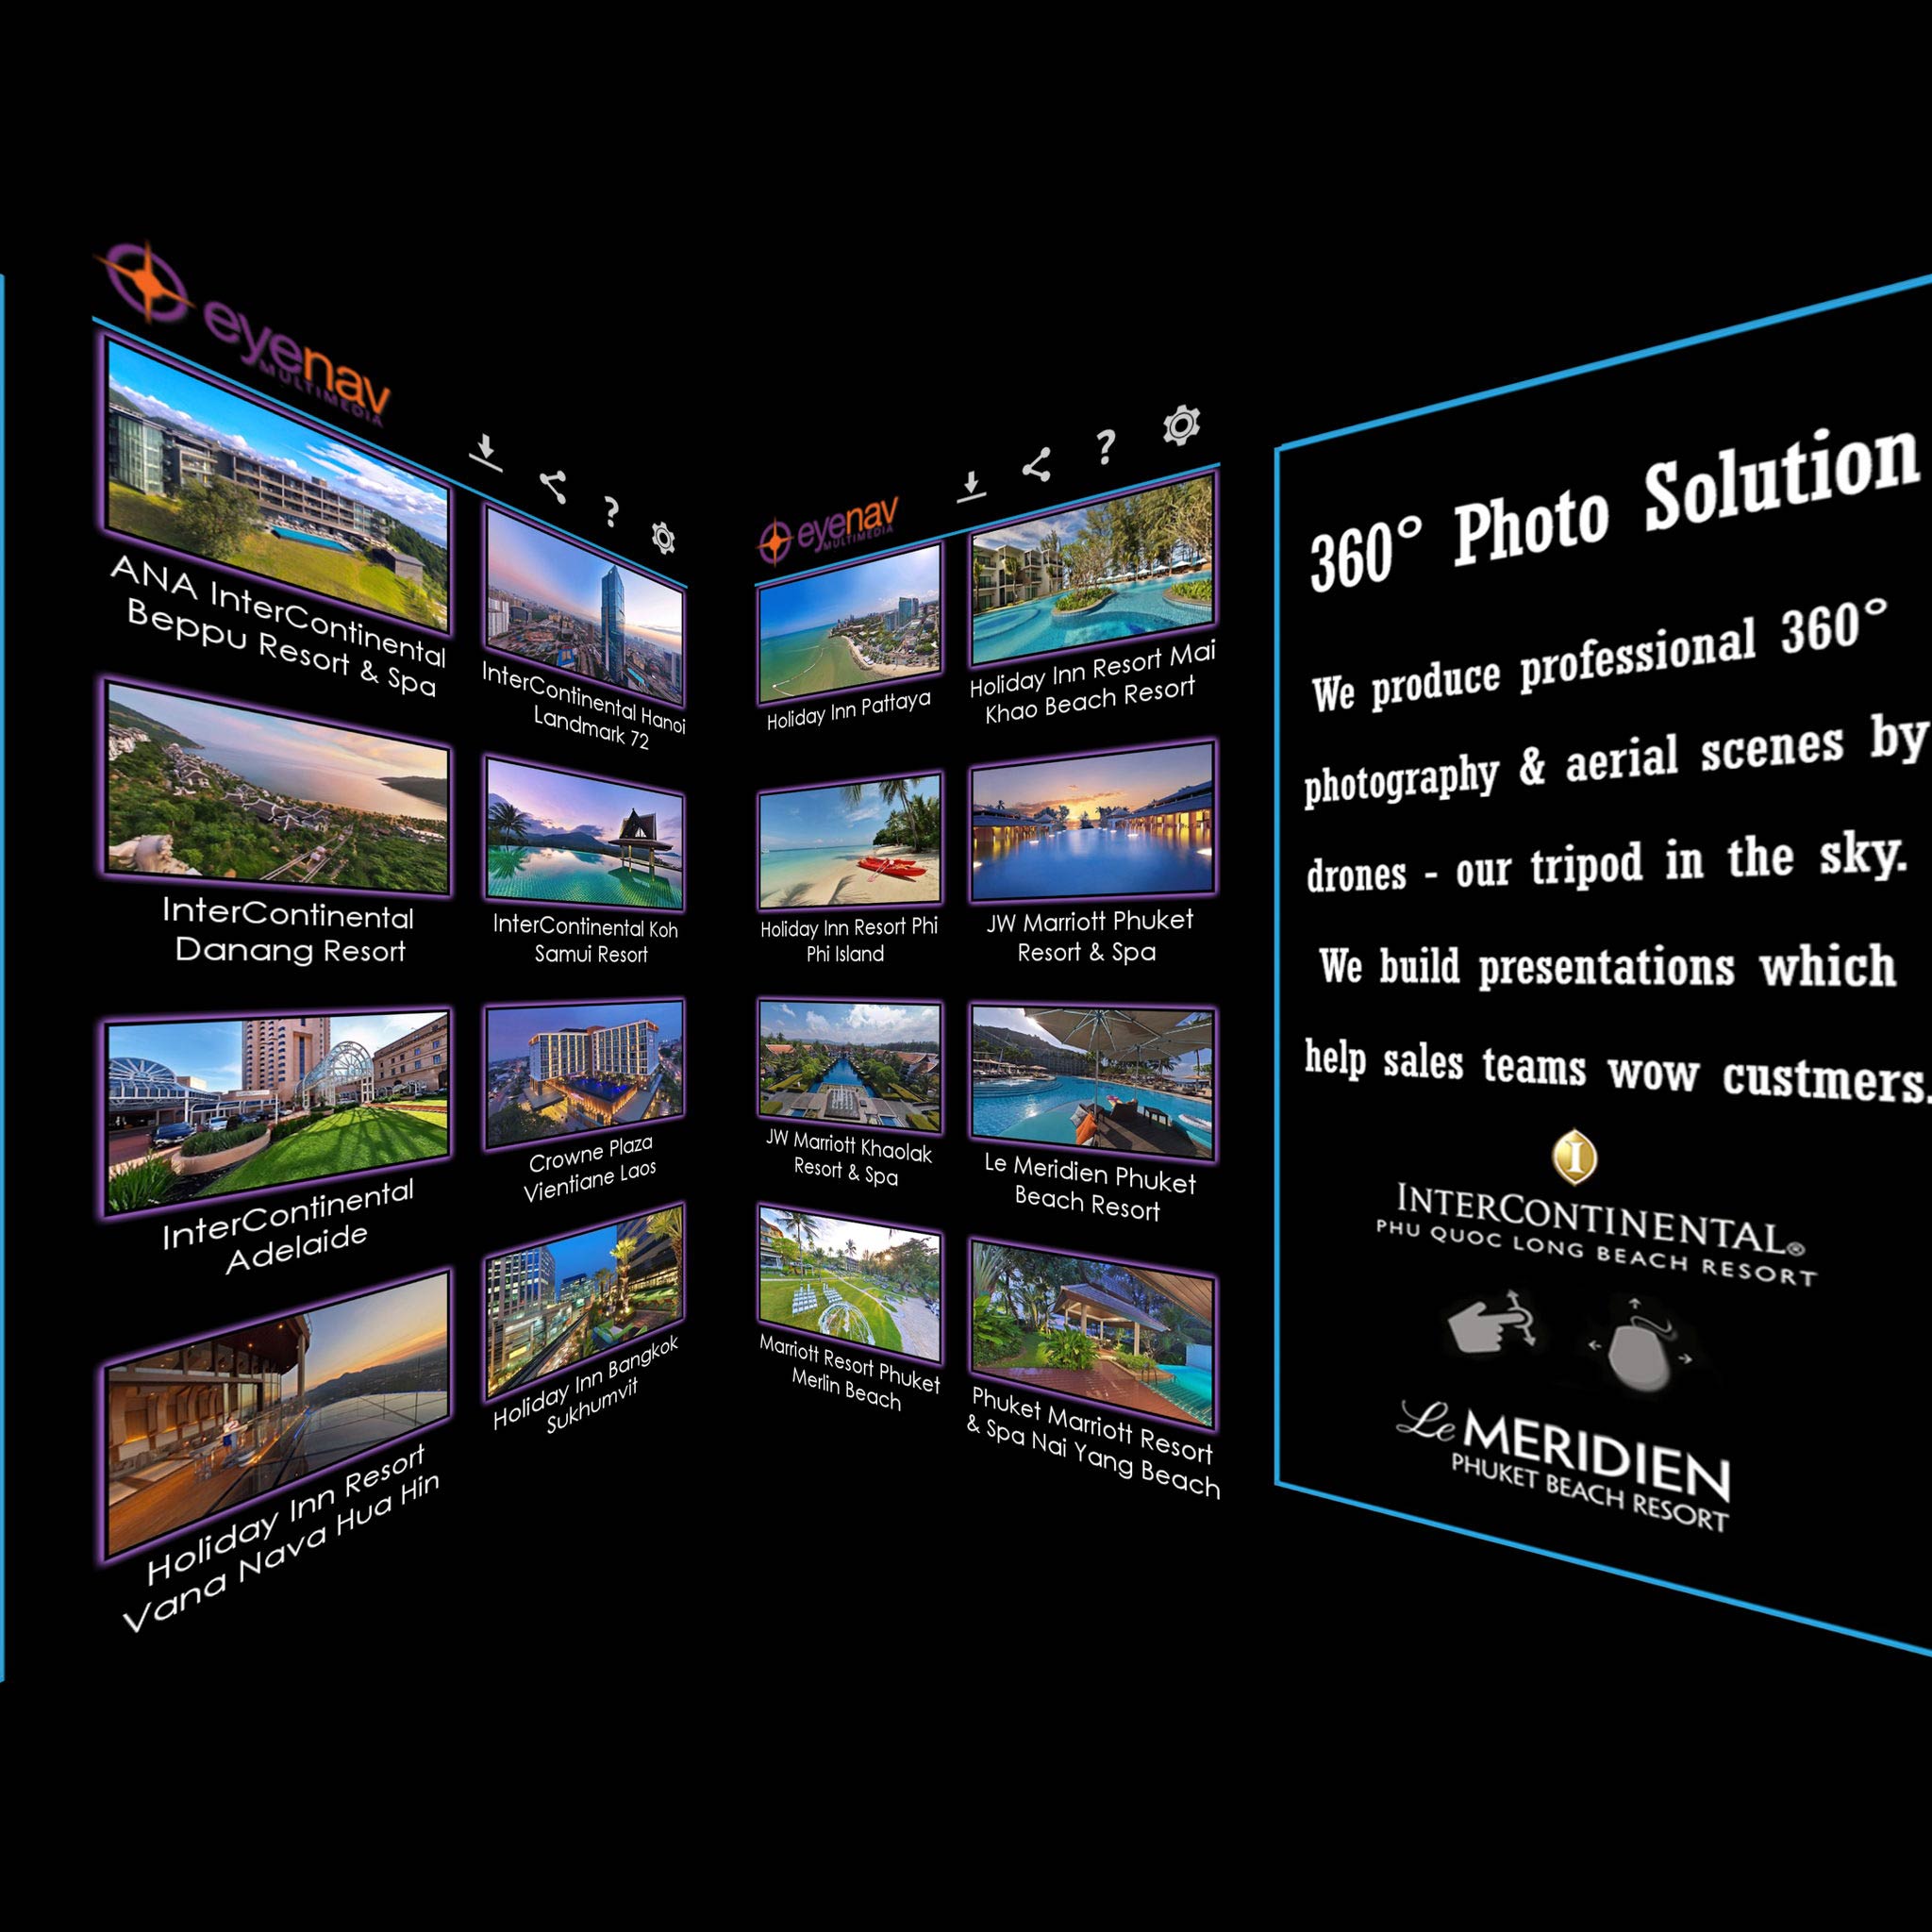 eyenav
MULTIMEDIA
ANA InterContinental
Beppu Resort & Spa
InterContinental Hanoi
Landmark 72
InterContinental
Danang Resort
InterContinental Koh
Samui Resort
InterContinental
Adelaide
Crowne Plaza
Vientiane Laos
Holiday Inn Resort
Vana Nava Hua Hin
Holiday Inn Bangkok
Sukhumvit
eyenav
MULTIMEDIA
Holiday Inn Pattaya
Holiday Inn Resort Mai
Khao Beach Resort
Holiday Inn Resort Phi
Phi Island
JW Marriott Phuket
Resort & Spa
JW Marriott Khaolak
Resort & Spa
Le Meridien Phuket
Beach Resort
Marriott Resort Phuket
Merlin Beach
Phuket Marriott Resort
& Spa Nai Yang Beach
360° Photo Solution
We produce professional 360°
photography & aerial scenes by
drones - our tripod in the sky.
We build presentations which
help sales teams wow custmers.
I
INTERCONTINENTAL®
PHU QUOC LONG BEACH RESORT
Le MERIDIEN
PHUKET BEACH RESORT